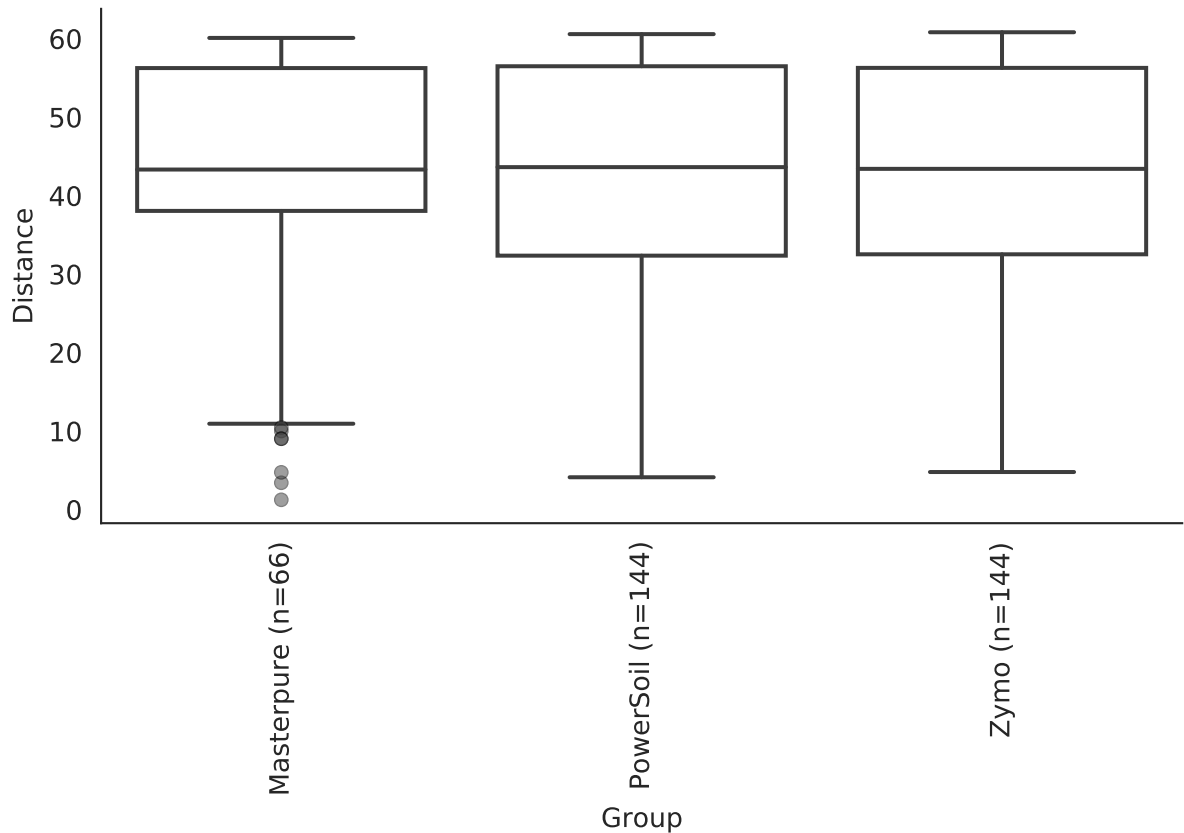 Distance
60
50
40
30
20
10
0
Masterpure (n=66)
PowerSoil (n=144)
Zymo (n=144)
Group